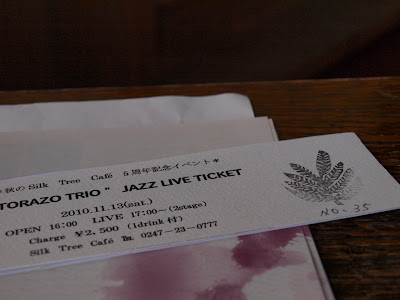 秋の Silk Tree Café 5周年記念イベント*
TORAZO TRIO" JAZZ LIVE TICKET
2010.11.13(sat.)
OPEN 16:00 LIVE 17:00~(2stage)
Charge ¥2,500 (1drink付)
Silk Tree Café ℡ 0247-23-0777
NO. 35